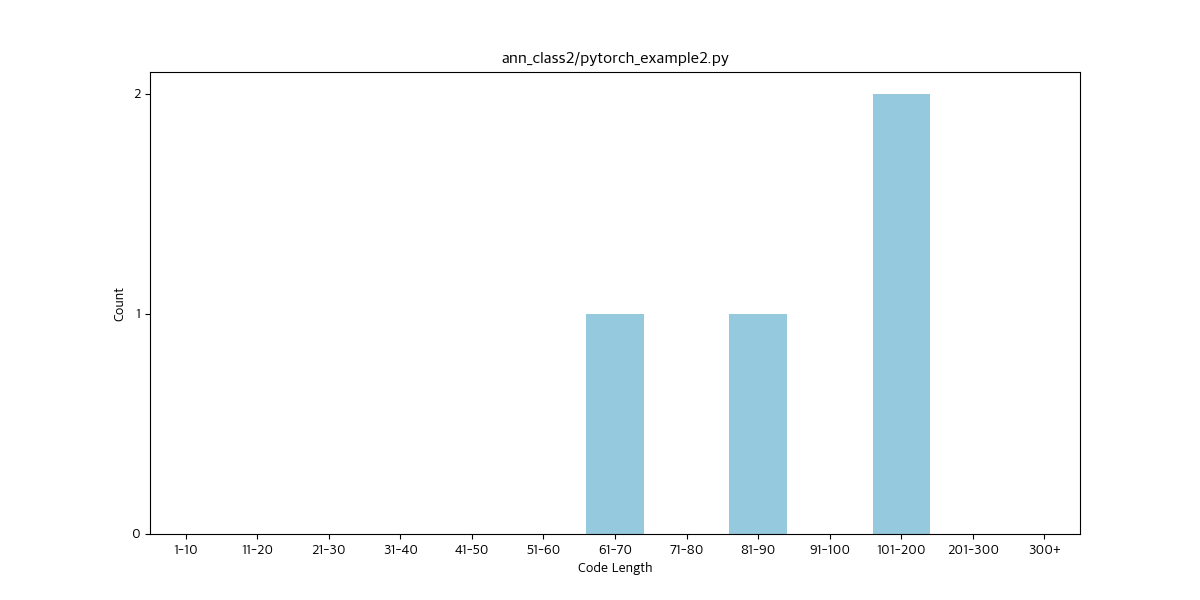 ann_class2/pytorch_example2.py
Count
2
1
0
1-10 11-20 21-30 31-40 41-50 51-60 61-70 71-80 81-90 91-100 101-200 201-300 300+
Code Length